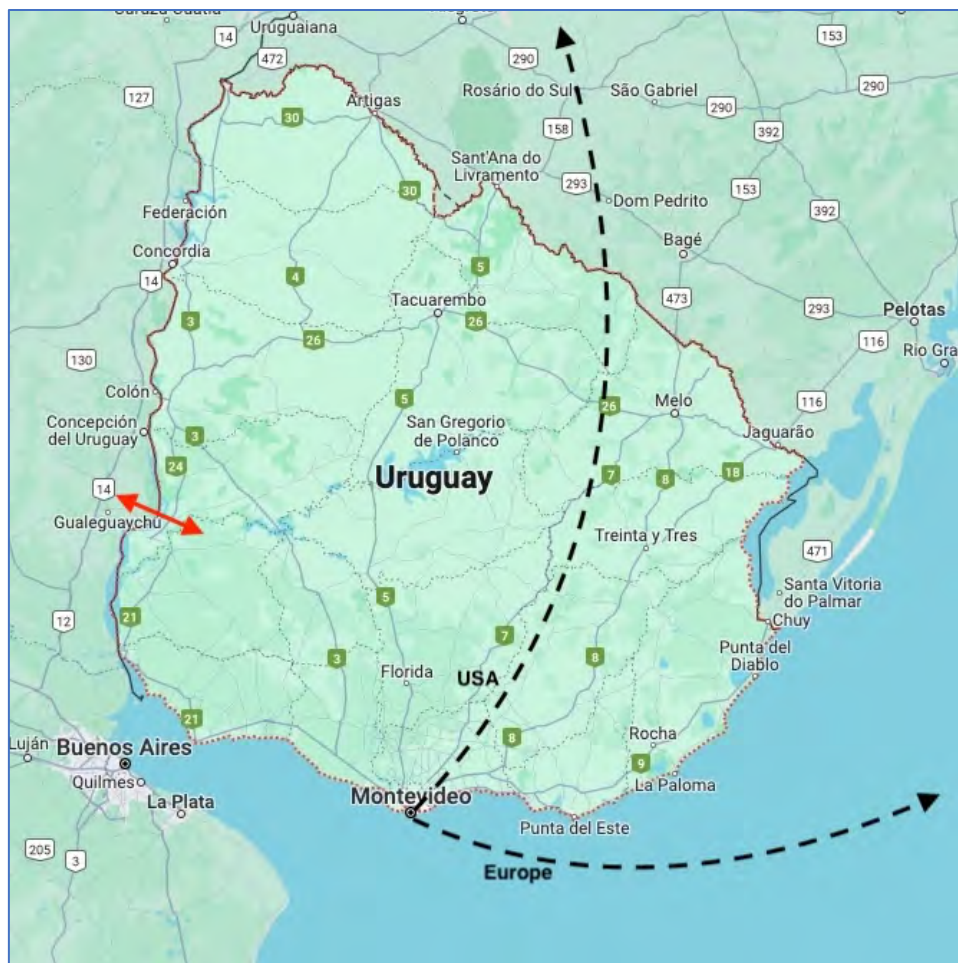 Uruguaiana
14
472
290
153
127
Rosário do Sul
São Gabriel
290
290
Artigas
30
158
392
Sant'Ana do
Livramento
153
30
293
Dom Pedrito
392
Federación
Bagé
Concordia
5
14
4
473
Tacuarembo
293
Pelotas
3
26
26
116
130
Rio Gra
Colón
5
26
Melo
116
Concepción
del Uruguay
San Gregorio
de Polanco
3
Jaguarão
24
Uruguay
7
8
18
14
Gualeguaychú
Treinta y Tres
471
5
Santa Vitoria
do Palmar
21
12
7
Chuy
3
8
Punta del
Diablo
Florida
USA
21
8
Rocha
Luján
Buenos Aires
9
Quilmes
La Paloma
Montevideo
La Plata
Punta del Este
205
3
Europe